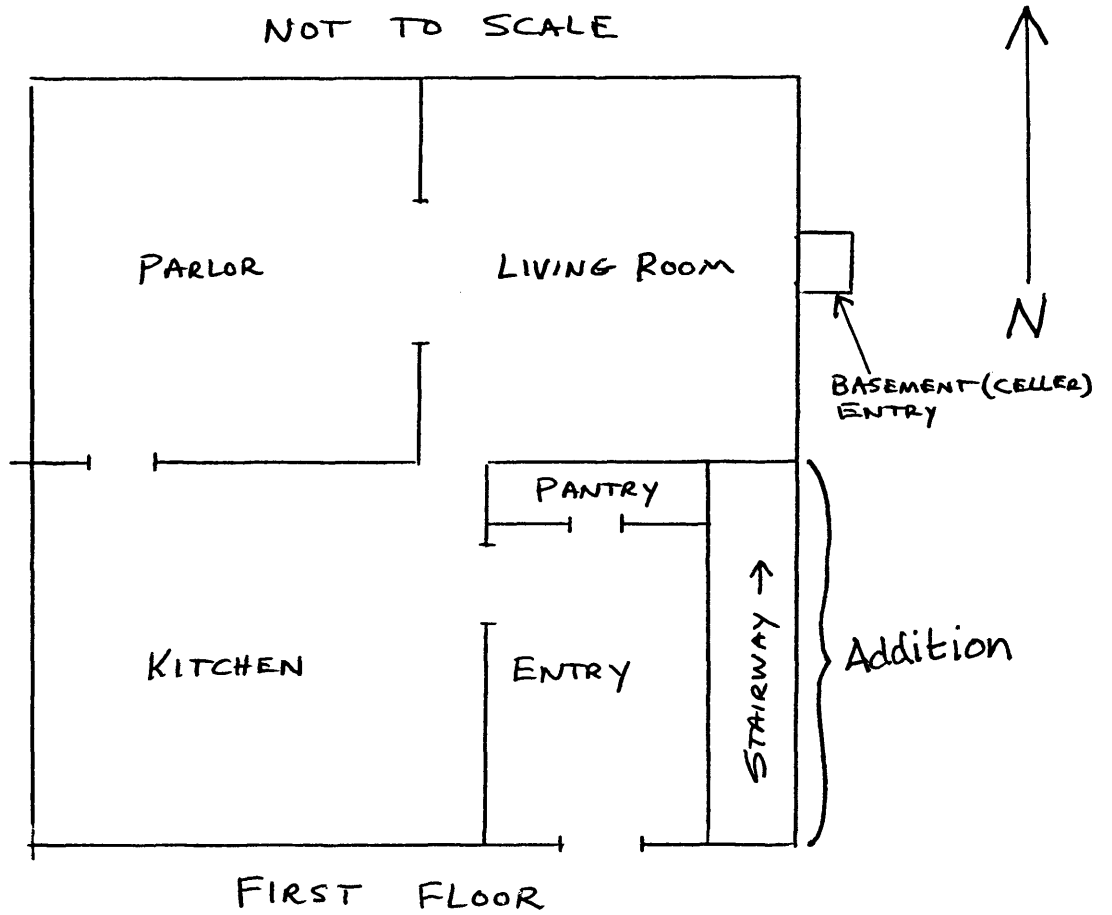 NOT TO SCALE
PARLOR
LIVING ROOM
N
BASEMENT (CELLER)
ENTRY
PANTRY
KITCHEN
ENTRY
STAIRWAY →
Addition
FIRST FLOOR